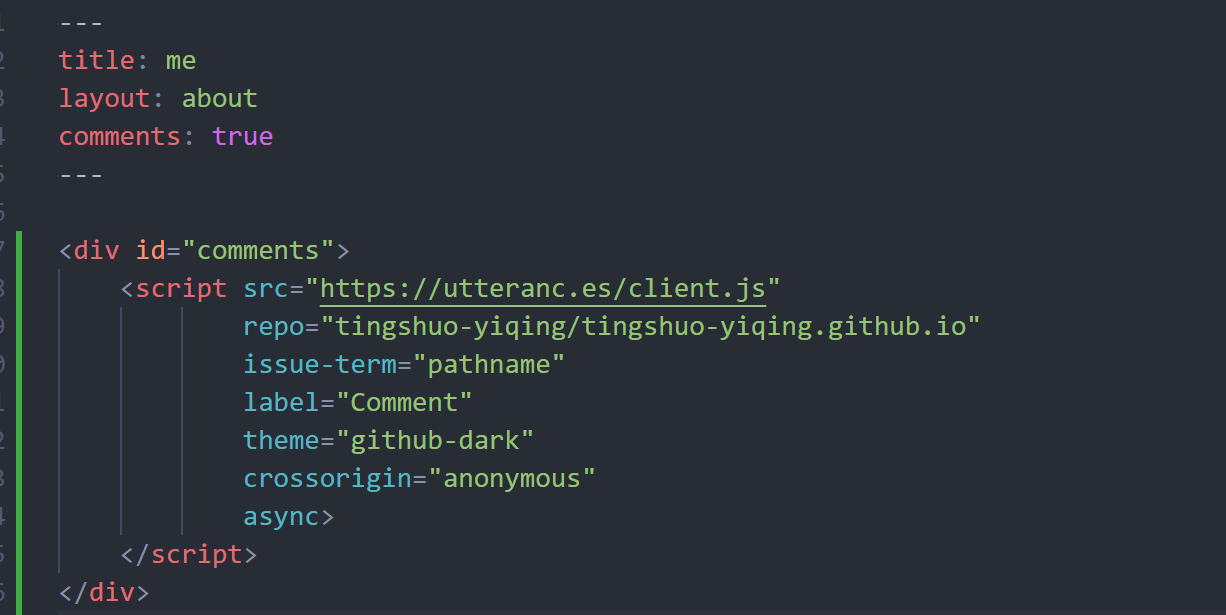 ---
title: me
layout: about
comments: true
---
<div id="comments">
<script src="https://utteranc.es/client.js"
repo="tingshuo-yiqing/tingshuo-yiqing.github.io"
issue-term="pathname"
label="Comment"
theme="github-dark"
crossorigin="anonymous"
async>
</script>
</div>